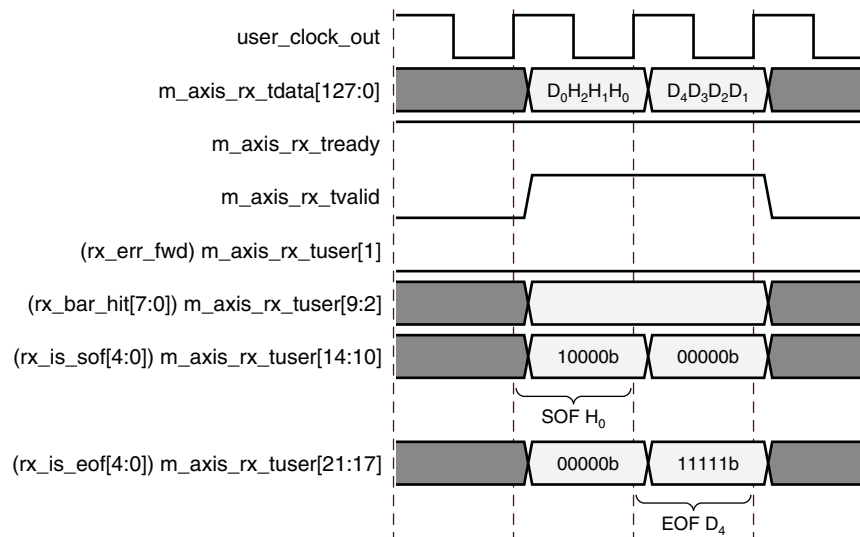 user_clock_out
m_axis_rx_tdata[127:0] D₀H₂H₁H₀ D₄D₃D₂D₁
m_axis_rx_tready
m_axis_rx_tvalid
(rx_err_fwd) m_axis_rx_tuser[1]
(rx_bar_hit[7:0]) m_axis_rx_tuser[9:2]
(rx_is_sof[4:0]) m_axis_rx_tuser[14:10] 10000b 00000b
SOF H₀
(rx_is_eof[4:0]) m_axis_rx_tuser[21:17] 00000b 11111b
EOF D₄